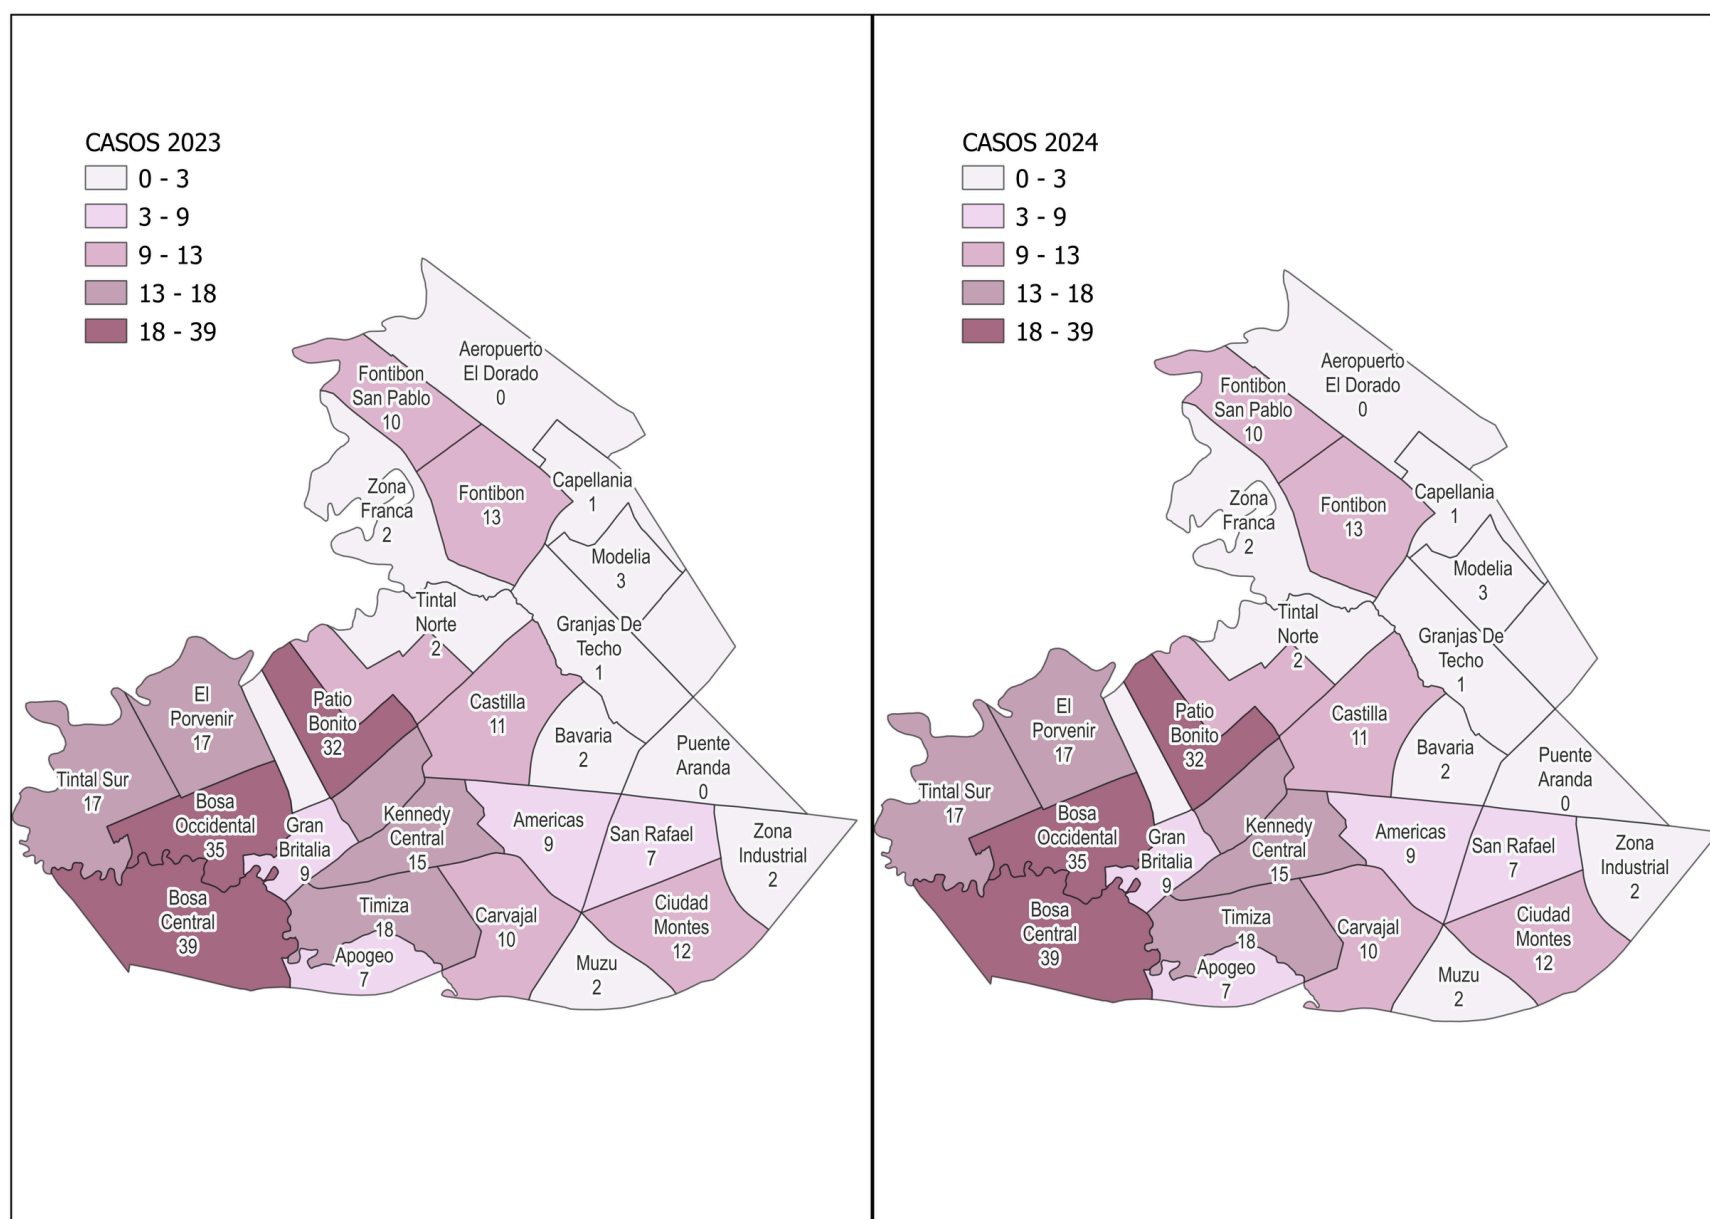 CASOS 2023
0 - 3
3 - 9
9 - 13
13 - 18
18 - 39
Aeropuerto
El Dorado
0
Fontibon
San Pablo
10
Capellania
1
Zona
Franca
2
Fontibon
13
Modelia
3
Tintal
Norte
2
Granjas De
Techo
1
El
Porvenir
17
Patio
Bonito
32
Castilla
11
Bavaria
2
Puente
Aranda
0
Tintal Sur
17
Bosa
Occidental
35
Gran
Britalia
9
Kennedy
Central
15
Americas
9
San Rafael
7
Zona
Industrial
2
Bosa
Central
39
Timiza
18
Carvajal
10
Ciudad
Montes
12
Apogeo
7
Muzu
2
CASOS 2024
0 - 3
3 - 9
9 - 13
13 - 18
18 - 39
Aeropuerto
El Dorado
0
Fontibon
San Pablo
10
Capellania
1
Zona
Franca
2
Fontibon
13
Modelia
3
Tintal
Norte
2
Granjas De
Techo
1
El
Porvenir
17
Patio
Bonito
32
Castilla
11
Bavaria
2
Puente
Aranda
0
Tintal Sur
17
Bosa
Occidental
35
Gran
Britalia
9
Kennedy
Central
15
Americas
9
San Rafael
7
Zona
Industrial
2
Bosa
Central
39
Timiza
18
Carvajal
10
Ciudad
Montes
12
Apogeo
7
Muzu
2